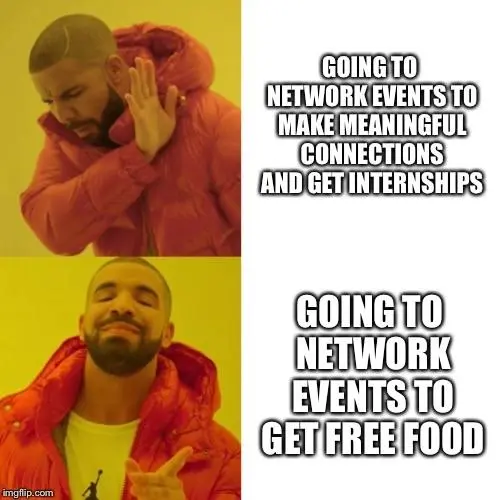 GOING TO
NETWORK EVENTS TO
MAKE MEANINGFUL
CONNECTIONS
AND GET INTERNSHIPS
GOING TO
NETWORK
EVENTS TO
GET FREE FOOD
imgflip.com